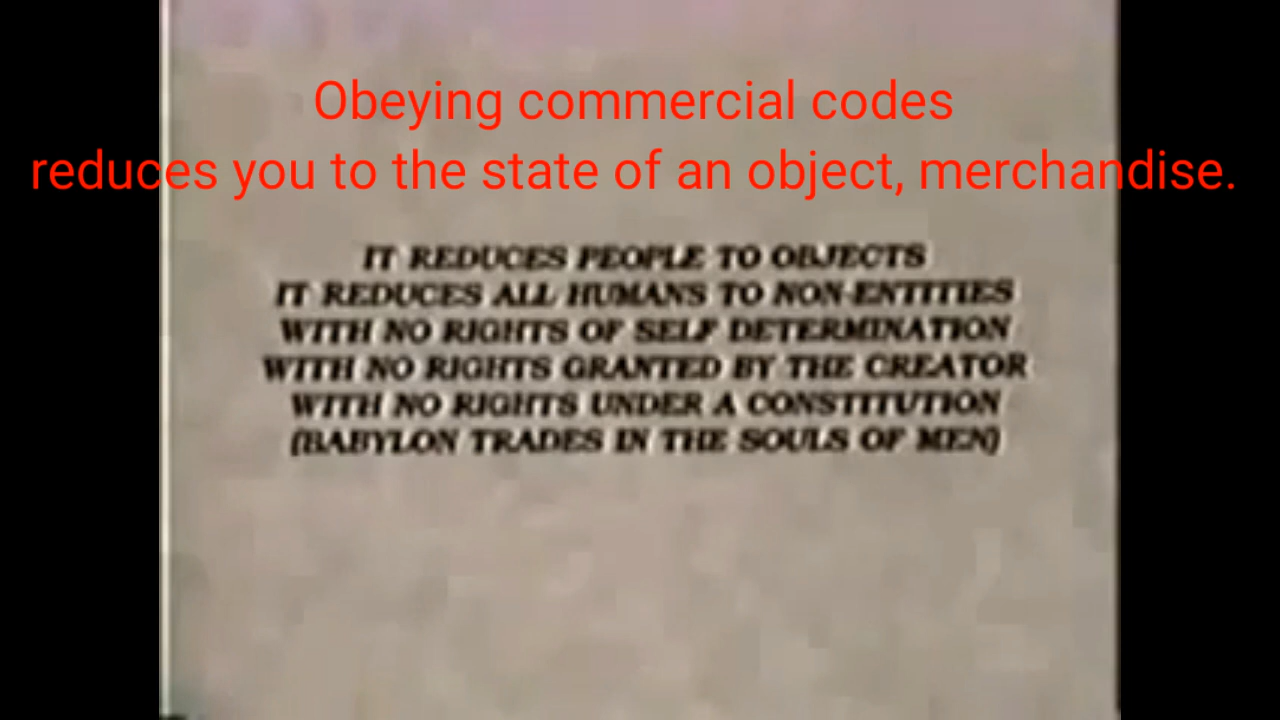 Obeying commercial codes
reduces you to the state of an object, merchandise.
IT REDUCES PEOPLE TO OBJECTS
IT REDUCES ALL HUMANS TO NON-ENTITIES
WITH NO RIGHTS OF SELF DETERMINATION
WITH NO RIGHTS GRANTED BY THE CREATOR
WITH NO RIGHTS UNDER A CONSTITUTION
(BABYLON TRADES IN THE SOULS OF MEN)